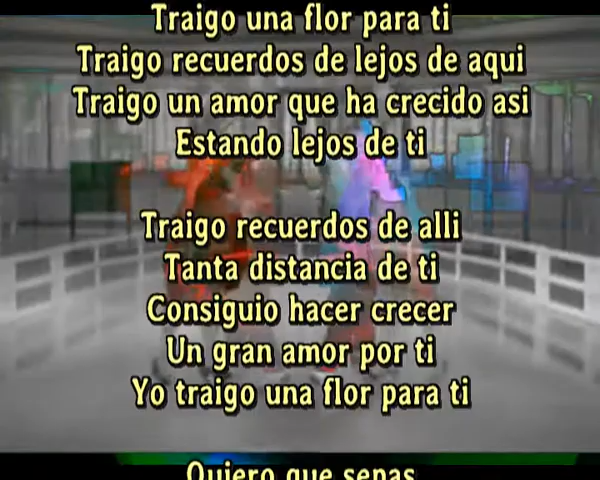 Traigo una flor para ti
Traigo recuerdos de lejos de aqui
Traigo un amor que ha crecido asi
Estando lejos de ti
Traigo recuerdos de alli
Tanta distancia de ti
Consiguio hacer crecer
Un gran amor por ti
Yo traigo una flor para ti
Quiero que sepas